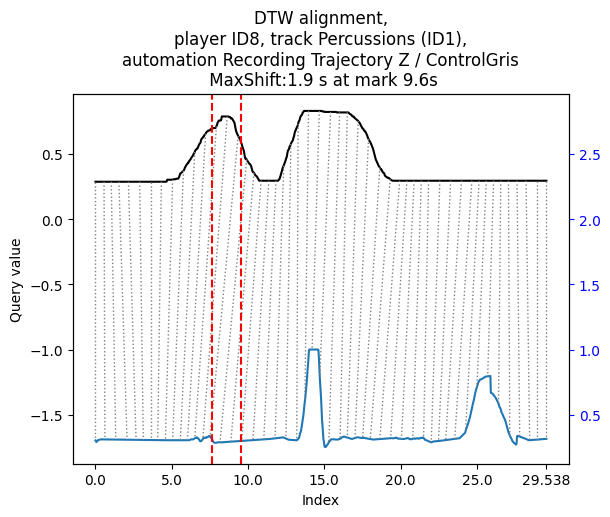 DTW alignment,
player ID8, track Percussions (ID1),
automation Recording Trajectory Z / ControlGris
MaxShift:1.9 s at mark 9.6s
Query value
0.5
0.0
−0.5
−1.0
−1.5
2.5
2.0
1.5
1.0
0.5
0.0
5.0
10.0
15.0
20.0
25.0
29.538
Index